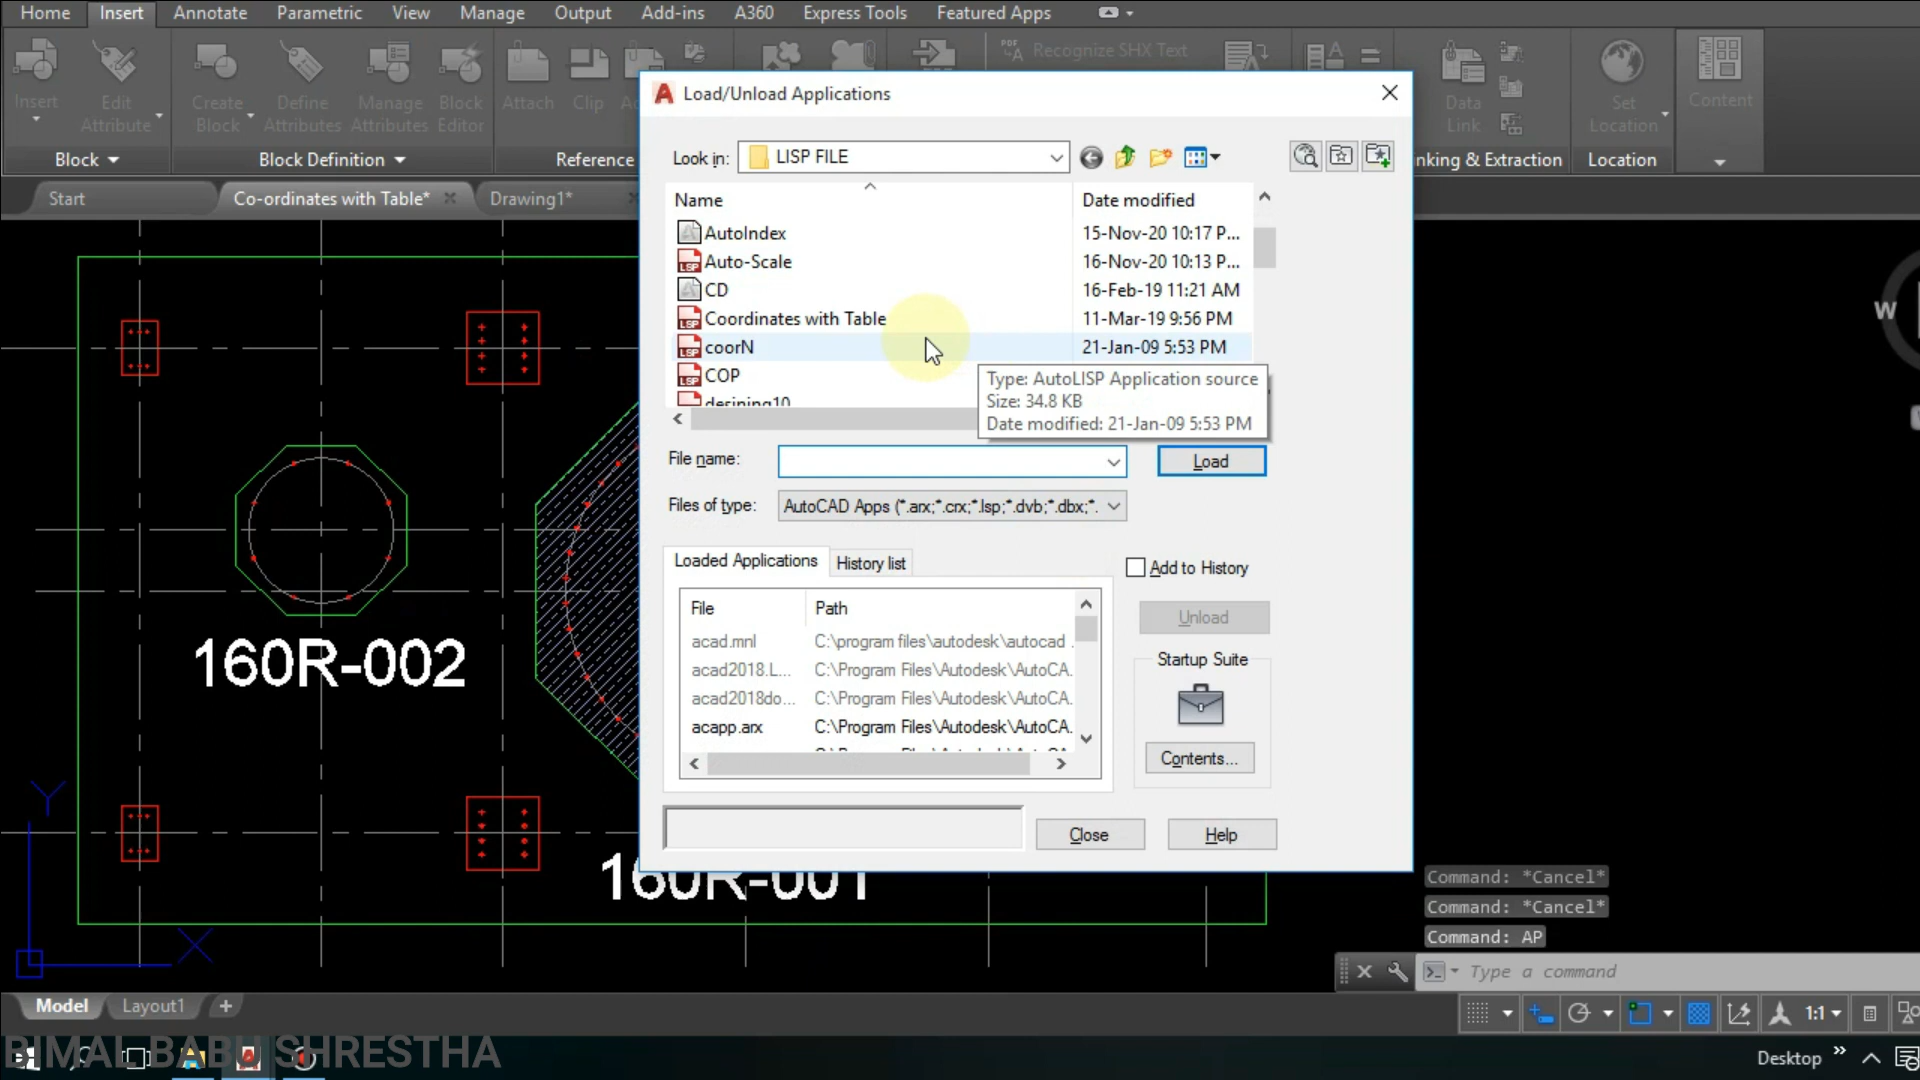 Home Insert Annotate Parametric View Manage Output Add-ins A360 Express Tools Featured Apps
PDF Recognize SHX Text
Insert Edit Attribute Create Block Define Attributes Manage Attributes Block Editor Attach Clip Data Link Set Location Content
Block Block Definition Reference nking & Extraction Location
Start Co-ordinates with Table* Drawing1*
Load/Unload Applications
Look in: LISP FILE
Name Date modified
AutoIndex 15-Nov-20 10:17 P...
Auto-Scale 16-Nov-20 10:13 P...
CD 16-Feb-19 11:21 AM
Coordinates with Table 11-Mar-19 9:56 PM
coorN 21-Jan-09 5:53 PM
COP
desining10
Type: AutoLISP Application source
Size: 34.8 KB
Date modified: 21-Jan-09 5:53 PM
File name: Load
Files of type: AutoCAD Apps (*.arx;*.crx;*.lsp;*.dvb;*.dbx;*.
Loaded Applications History list
Add to History
File Path
acad.mnl C:\program files\autodesk\autocad .
acad2018.L... C:\Program Files\Autodesk\AutoCA.
acad2018do... C:\Program Files\Autodesk\AutoCA.
acapp.arx C:\Program Files\Autodesk\AutoCA.
Unload
Startup Suite
Contents...
Close Help
160R-002
160R-001
W
Y
X
Command: *Cancel*
Command: *Cancel*
Command: AP
Type a command
Model Layout1 +
1:1
BIMAL BABU SHRESTHA
Desktop